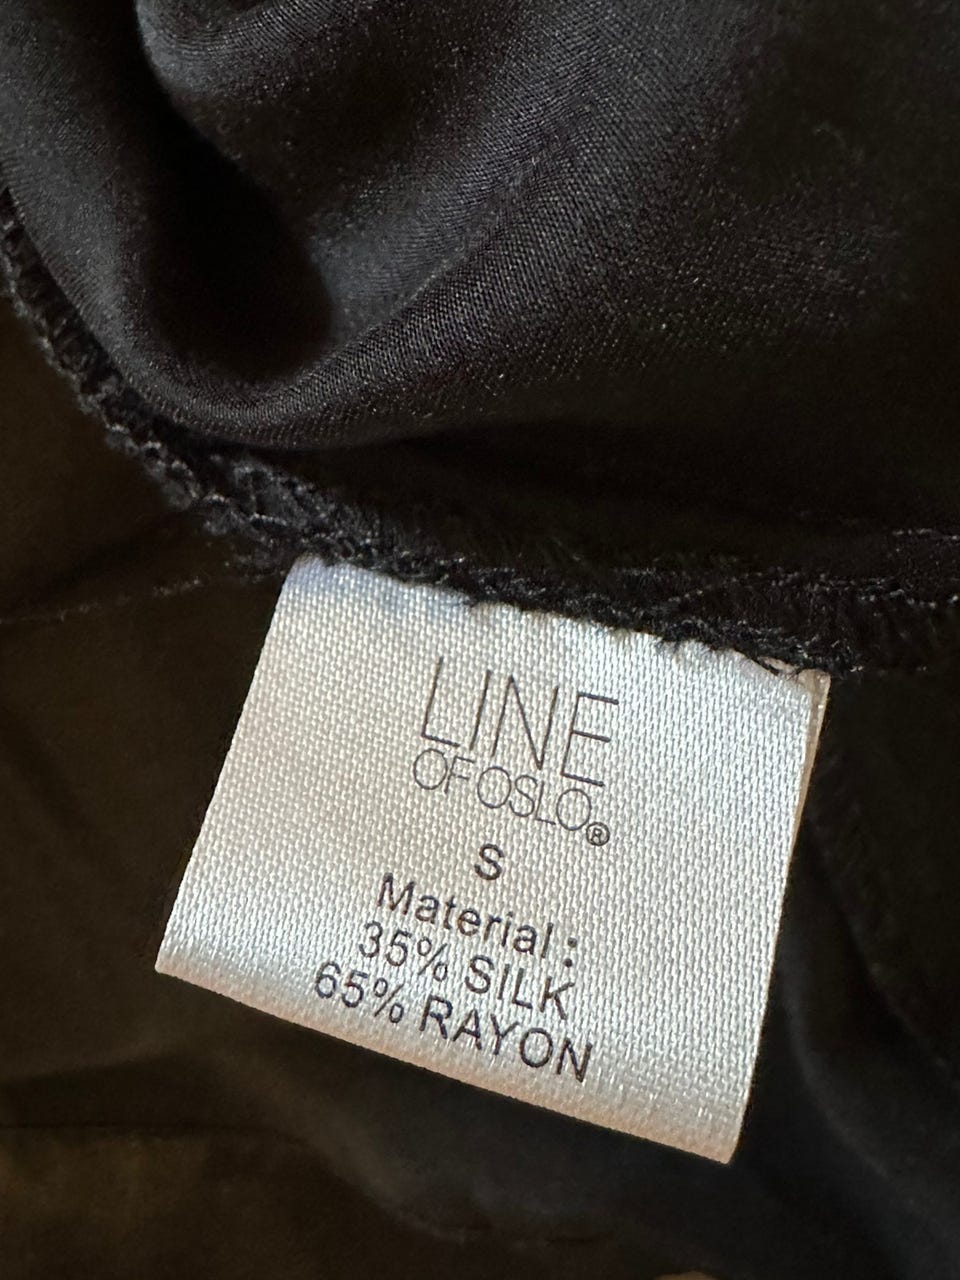 LINE
OF OSLO®
S
Material :
35% SILK
65% RAYON